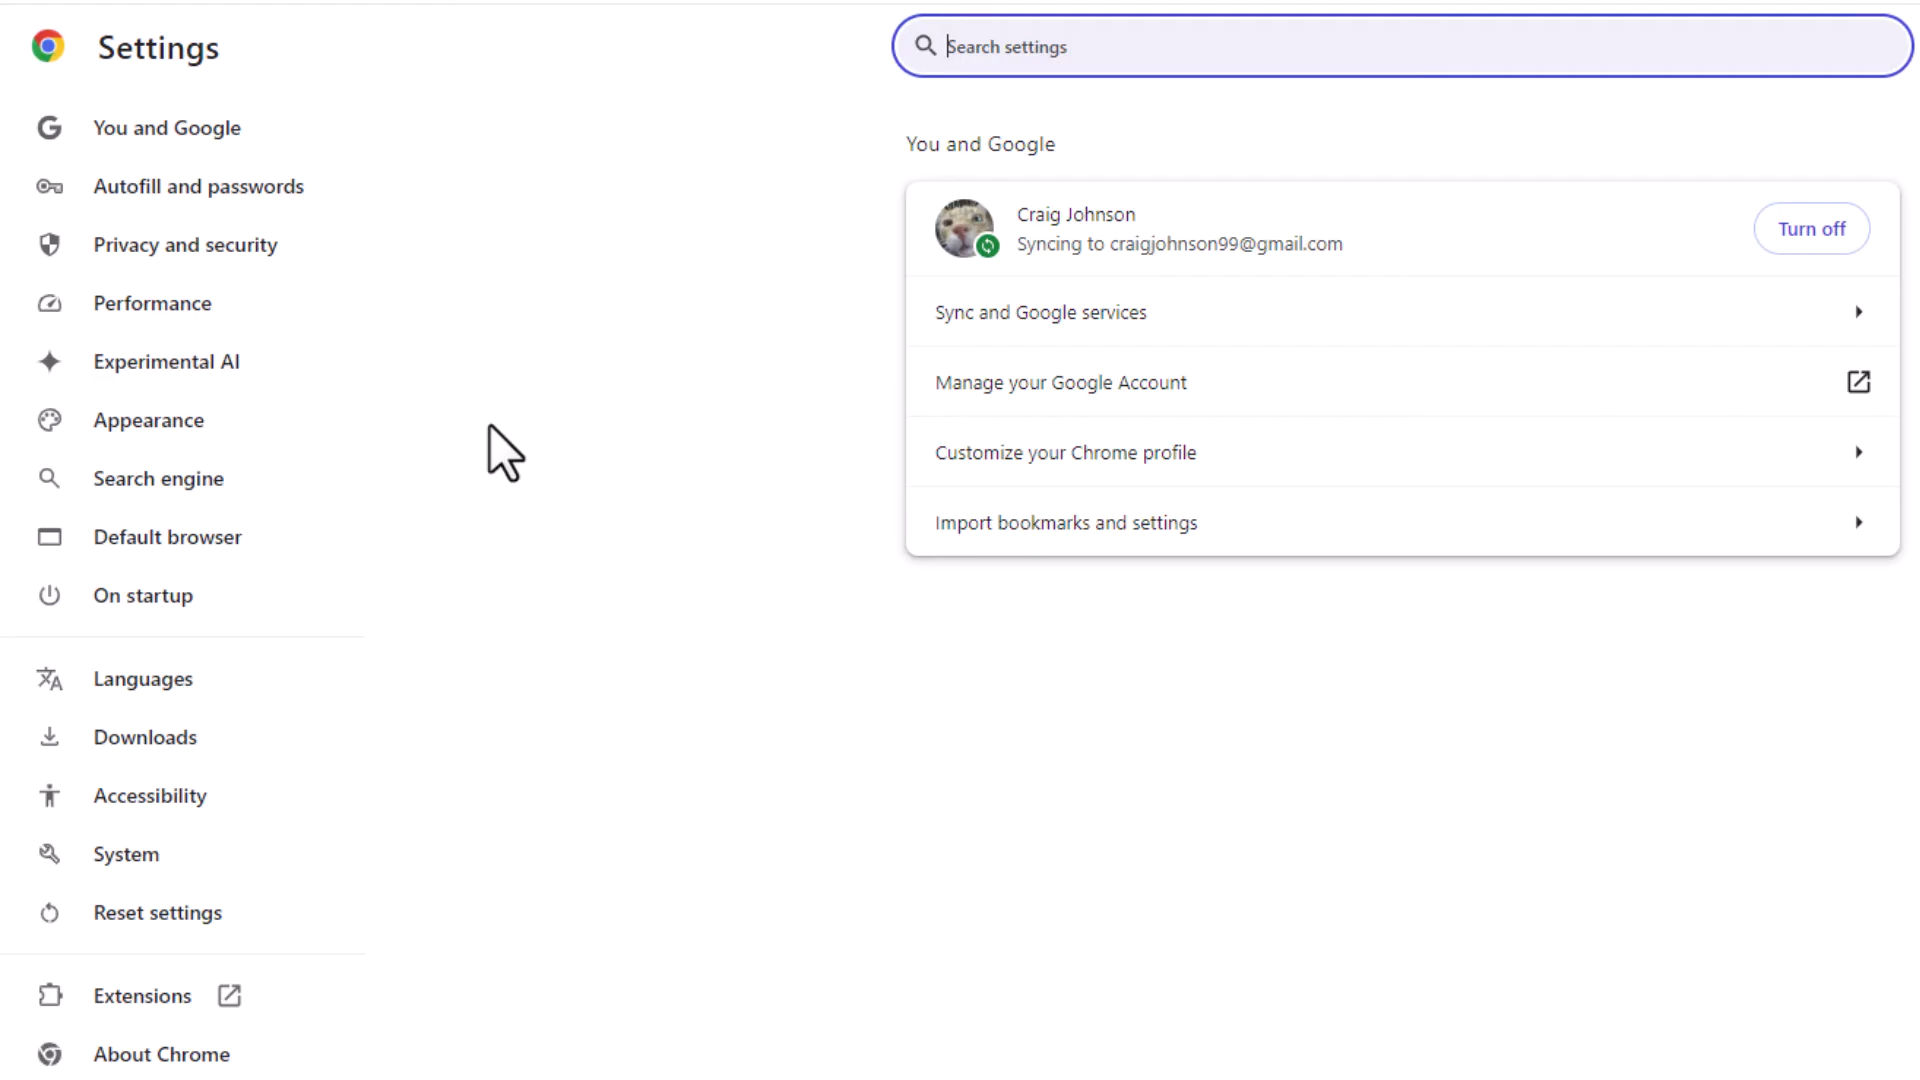 Settings
Search settings
You and Google
Autofill and passwords
Privacy and security
Performance
Experimental AI
Appearance
Search engine
Default browser
On startup
Languages
Downloads
Accessibility
System
Reset settings
Extensions
About Chrome
You and Google
Craig Johnson
Syncing to craigjohnson99@gmail.com
Turn off
Sync and Google services
Manage your Google Account
Customize your Chrome profile
Import bookmarks and settings